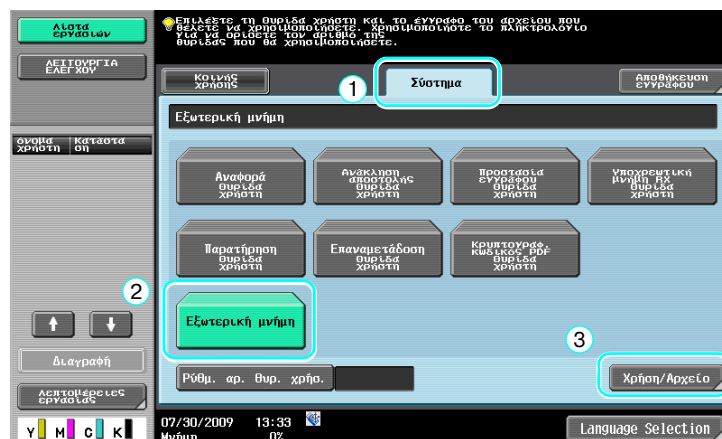 Λίστα
εργασιών
ΛΕΙΤΟΥΡΓΙΑ
ΕΛΕΓΧΟΥ
όνομα χρήστη
Κατάσταση
Διαγραφή
Λεπτομέρειες
εργασίας
Y M C K
Επιλέξτε τη θυρίδα χρήστη και το έγγραφο του αρχείου που
θέλετε να χρησιμοποιήσετε. Χρησιμοποιήστε το πληκτρολόγιο
για να ορίσετε τον αριθμό της
θυρίδας που θα χρησιμοποιήσετε.
Κοινής
χρήσης
1
Σύστημα
Αποθήκευση
εγγράφου
Εξωτερική μνήμη
Αναφορά
θυρίδα
χρήστη
Ανάκληση
αποστολής
θυρίδα
χρήστη
Προστασία
εγγράφου
θυρίδα
χρήστη
Υποχρεωτική
μνήμη RX
θυρίδα
χρήστη
Παρατήρηση
θυρίδα
χρήστη
Επαναμετάδοση
θυρίδα
χρήστη
Κρυπτογράφ.
κωδικός PDF
θυρίδα
χρήστη
2
Εξωτερική μνήμη
3
Ρύθμ. αρ. θυρ. χρήσ.
Χρήση/Αρχείο
07/30/2009 13:33
Μνήμη 0%
Language Selection